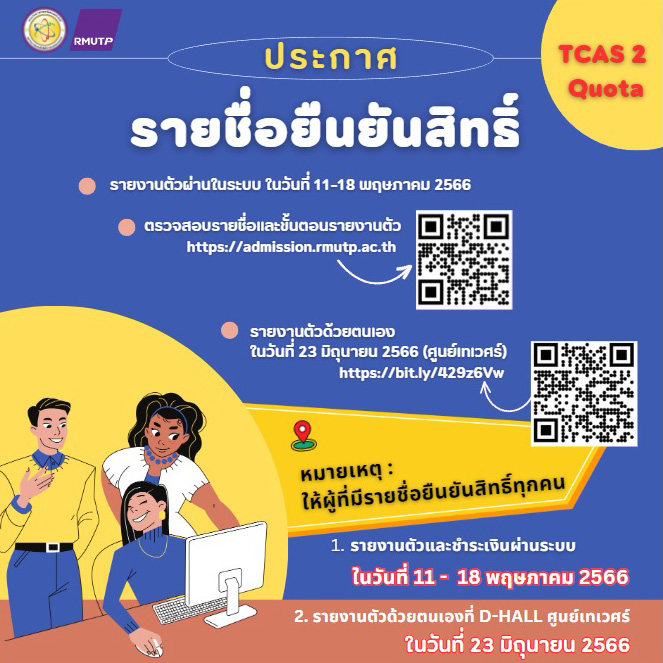 RMUTP
ประกาศ
TCAS 2
Quota
รายชื่อยืนยันสิทธิ์
รายงานตัวผ่านในระบบ ในวันที่ 11-18 พฤษภาคม 2566
ตรวจสอบรายชื่อและขั้นตอนรายงานตัว
https://admission.rmutp.ac.th
รายงานตัวด้วยตนเอง
ในวันที่ 23 มิถุนายน 2566 (ศูนย์เทเวศร์)
https://bit.ly/429z6Vw
หมายเหตุ :
ให้ผู้ที่มีรายชื่อยืนยันสิทธิ์ทุกคน
1. รายงานตัวและชำระเงินผ่านระบบ
ในวันที่ 11 - 18 พฤษภาคม 2566
2. รายงานตัวด้วยตนเองที่ D-HALL ศูนย์เทเวศร์
ในวันที่ 23 มิถุนายน 2566